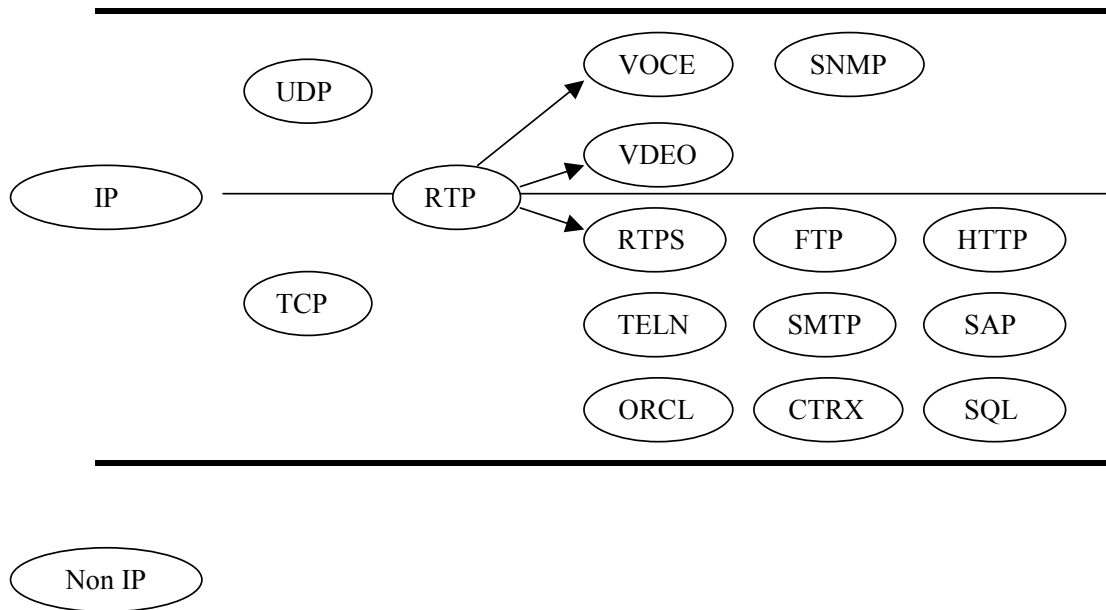 VOCE
SNMP
UDP
VDEO
IP
RTP
RTPS
FTP
HTTP
TCP
TELN
SMTP
SAP
ORCL
CTRX
SQL
Non IP